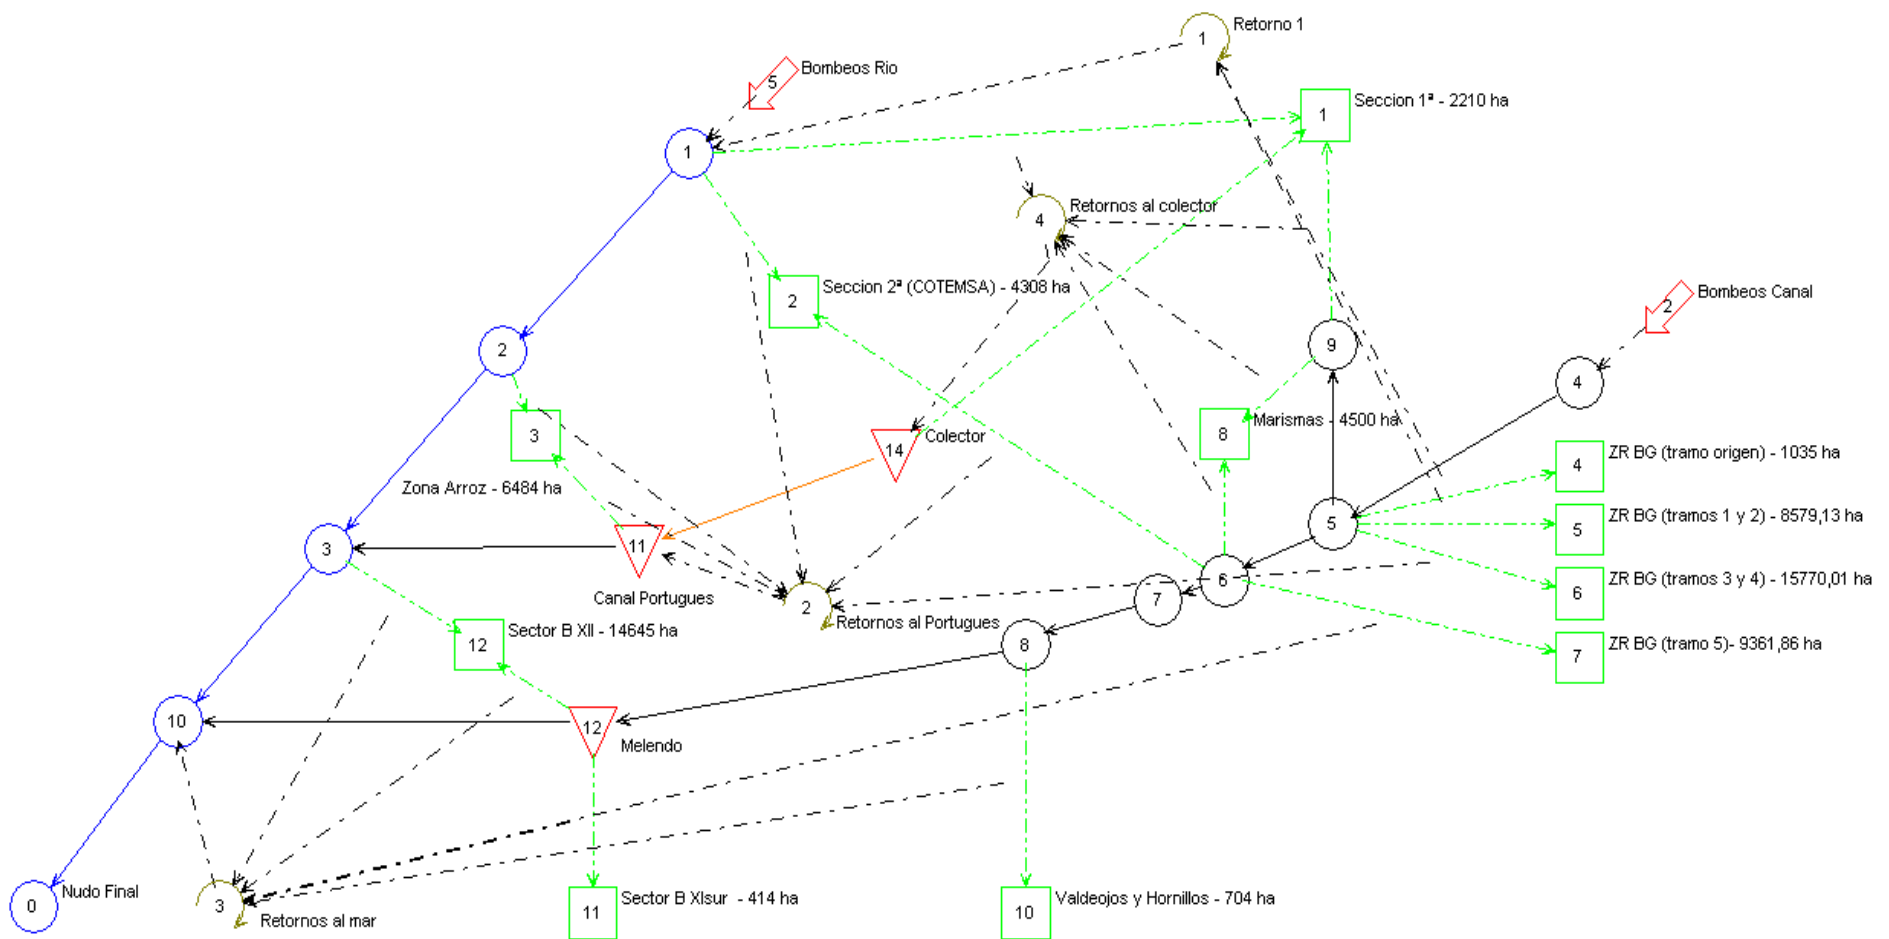 Retorno 1
1
Bombeos Rio
5
Seccion 1ª - 2210 ha
1
1
Retornos al colector
4
Seccion 2ª (COTEMSA) - 4308 ha
2
Bombeos Canal
2
2
9
4
3
Colector
14
Marismas - 4500 ha
8
ZR BG (tramo origen) - 1035 ha
4
Zona Arroz - 6484 ha
ZR BG (tramos 1 y 2) - 8579,13 ha
5
5
3
11
Canal Portugues
6
7
2
Retornos al Portugues
ZR BG (tramos 3 y 4) - 15770,01 ha
6
Sector B XII - 14645 ha
12
8
ZR BG (tramo 5)- 9361,86 ha
7
10
12
Melendo
Nudo Final
0
3
Retornos al mar
Sector B XIsur - 414 ha
11
Valdeojos y Hornillos - 704 ha
10